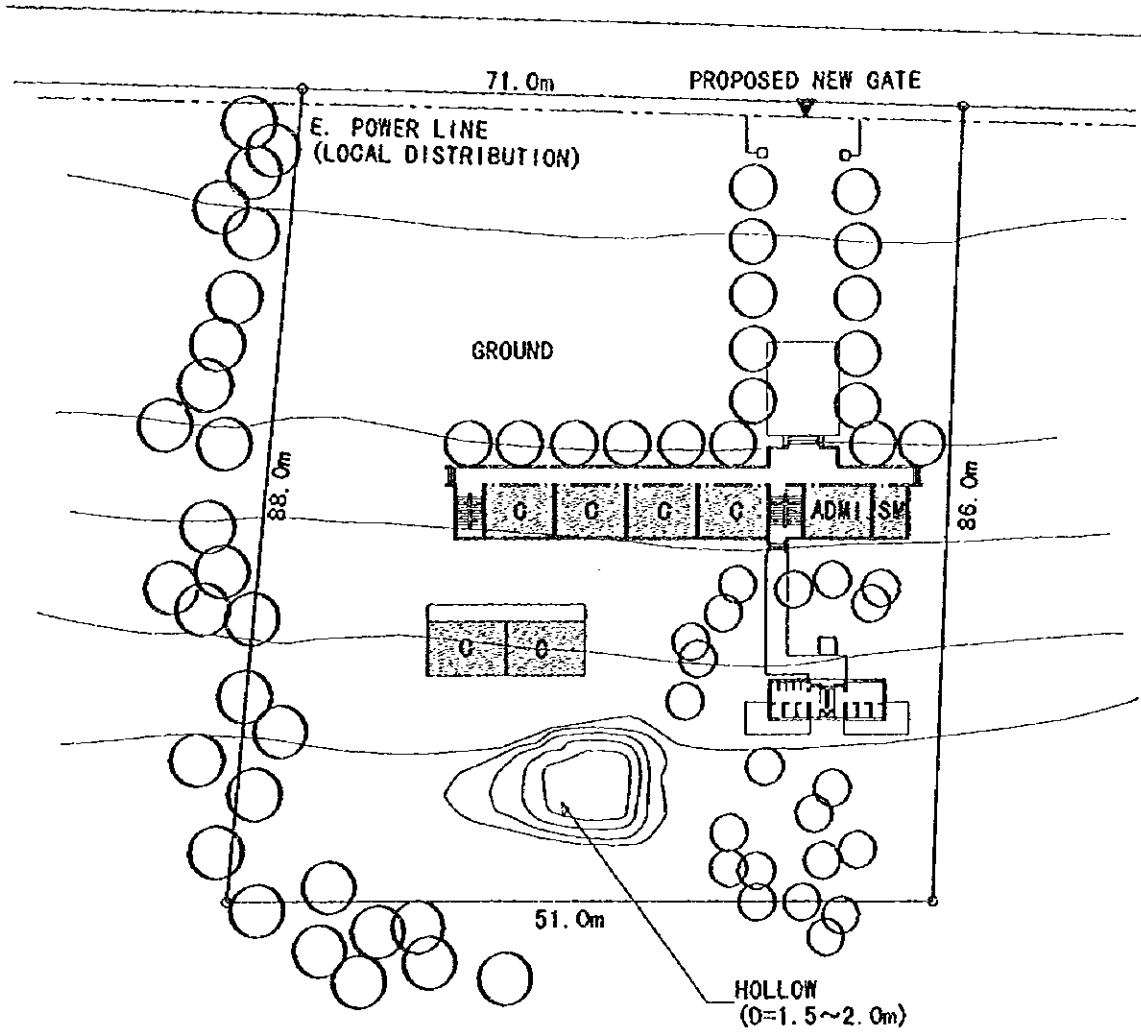 71.0m
PROPOSED NEW GATE
E. POWER LINE
(LOCAL DISTRIBUTION)
GROUND
88.0m
86.0m
C C C C ADMI SM
C C
51.0m
HOLLOW
(D=1.5~2.0m)